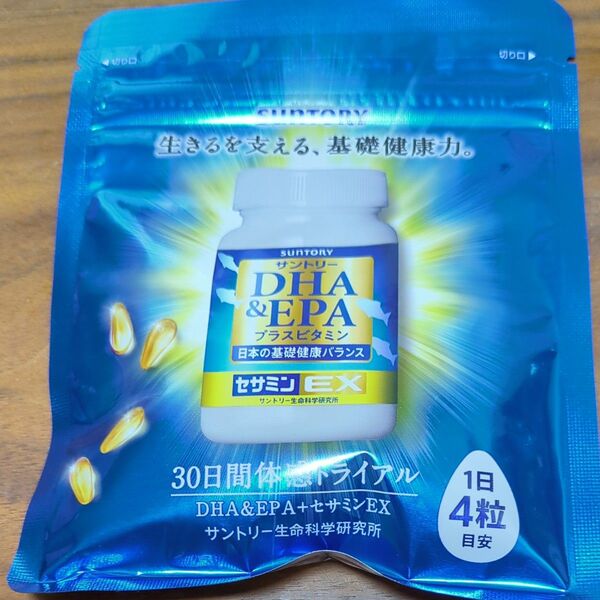 切り口
切り口
SUNTORY
生きるを支える、基礎健康力。
SUNTORY
サントリー
DHA
&EPA
プラスビタミン
日本の基礎健康バランス
セサミンEX
サントリー生命科学研究所
30日間体感トライアル
DHA&EPA+セサミンEX
サントリー生命科学研究所
1日
4粒
目安